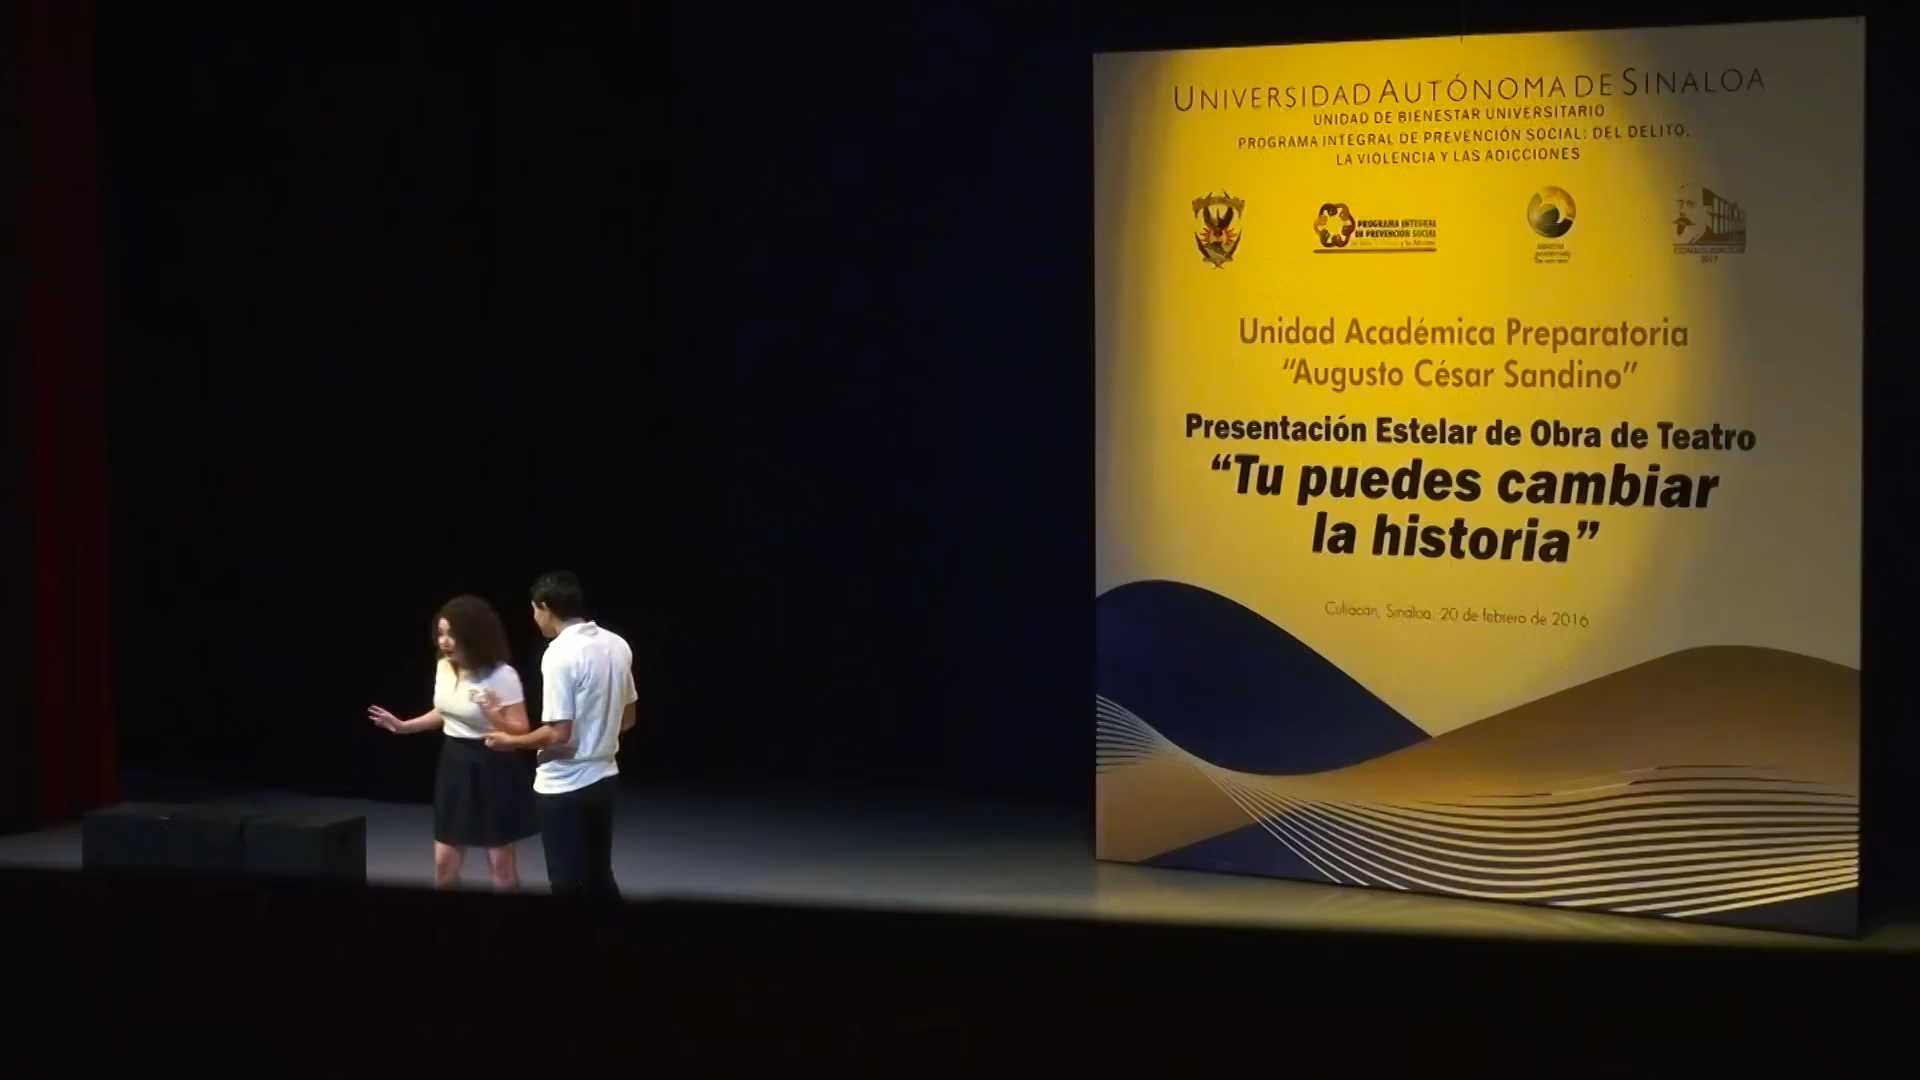 UNIVERSIDAD AUTÓNOMA DE SINALOA
UNIDAD DE BIENESTAR UNIVERSITARIO
PROGRAMA INTEGRAL DE PREVENCIÓN SOCIAL: DEL DELITO,
LA VIOLENCIA Y LAS ADICCIONES
PROGRAMA INTEGRAL
DE PREVENCIÓN SOCIAL
CONSOLIDACIÓN
2017
Unidad Académica Preparatoria
“Augusto César Sandino”
Presentación Estelar de Obra de Teatro
“Tu puedes cambiar
la historia”
Culiacán, Sinaloa, 20 de febrero de 2016